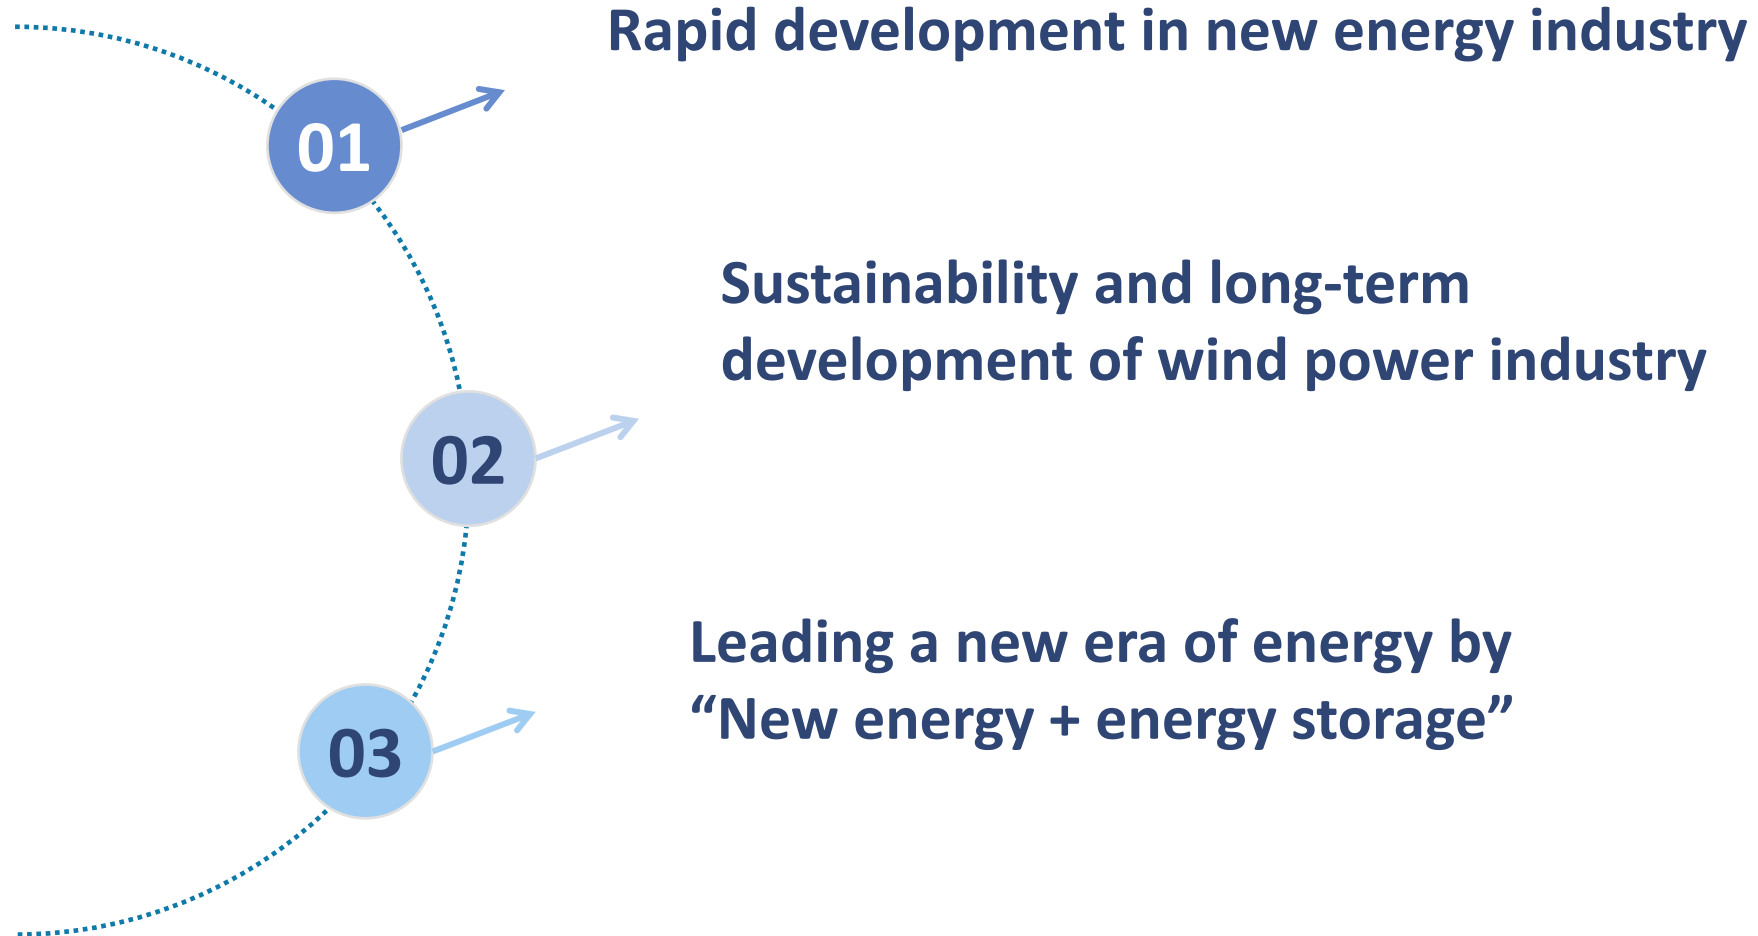 Rapid development in new energy industry
01
Sustainability and long-term
development of wind power industry
02
Leading a new era of energy by
“New energy + energy storage”
03